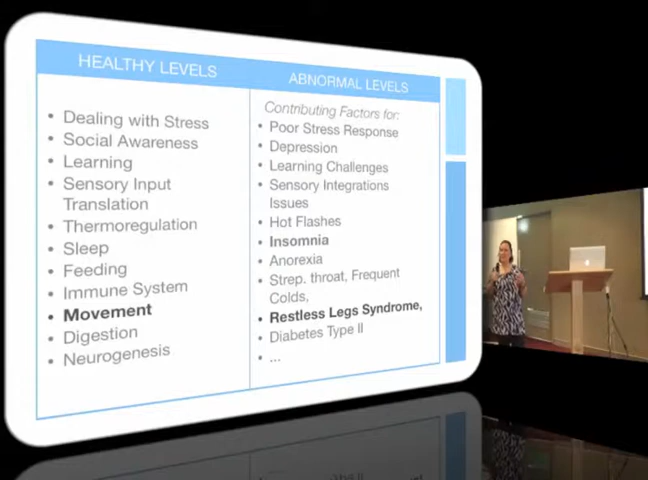 HEALTHY LEVELS
• Dealing with Stress
• Social Awareness
• Learning
• Sensory Input
Translation
• Thermoregulation
• Sleep
• Feeding
• Immune System
• Movement
• Digestion
• Neurogenesis
ABNORMAL LEVELS
Contributing Factors for:
• Poor Stress Response
• Depression
• Learning Challenges
• Sensory Integrations
Issues
• Hot Flashes
• Insomnia
• Anorexia
• Strep. throat, Frequent
Colds,
• Restless Legs Syndrome,
• Diabetes Type II
• ...